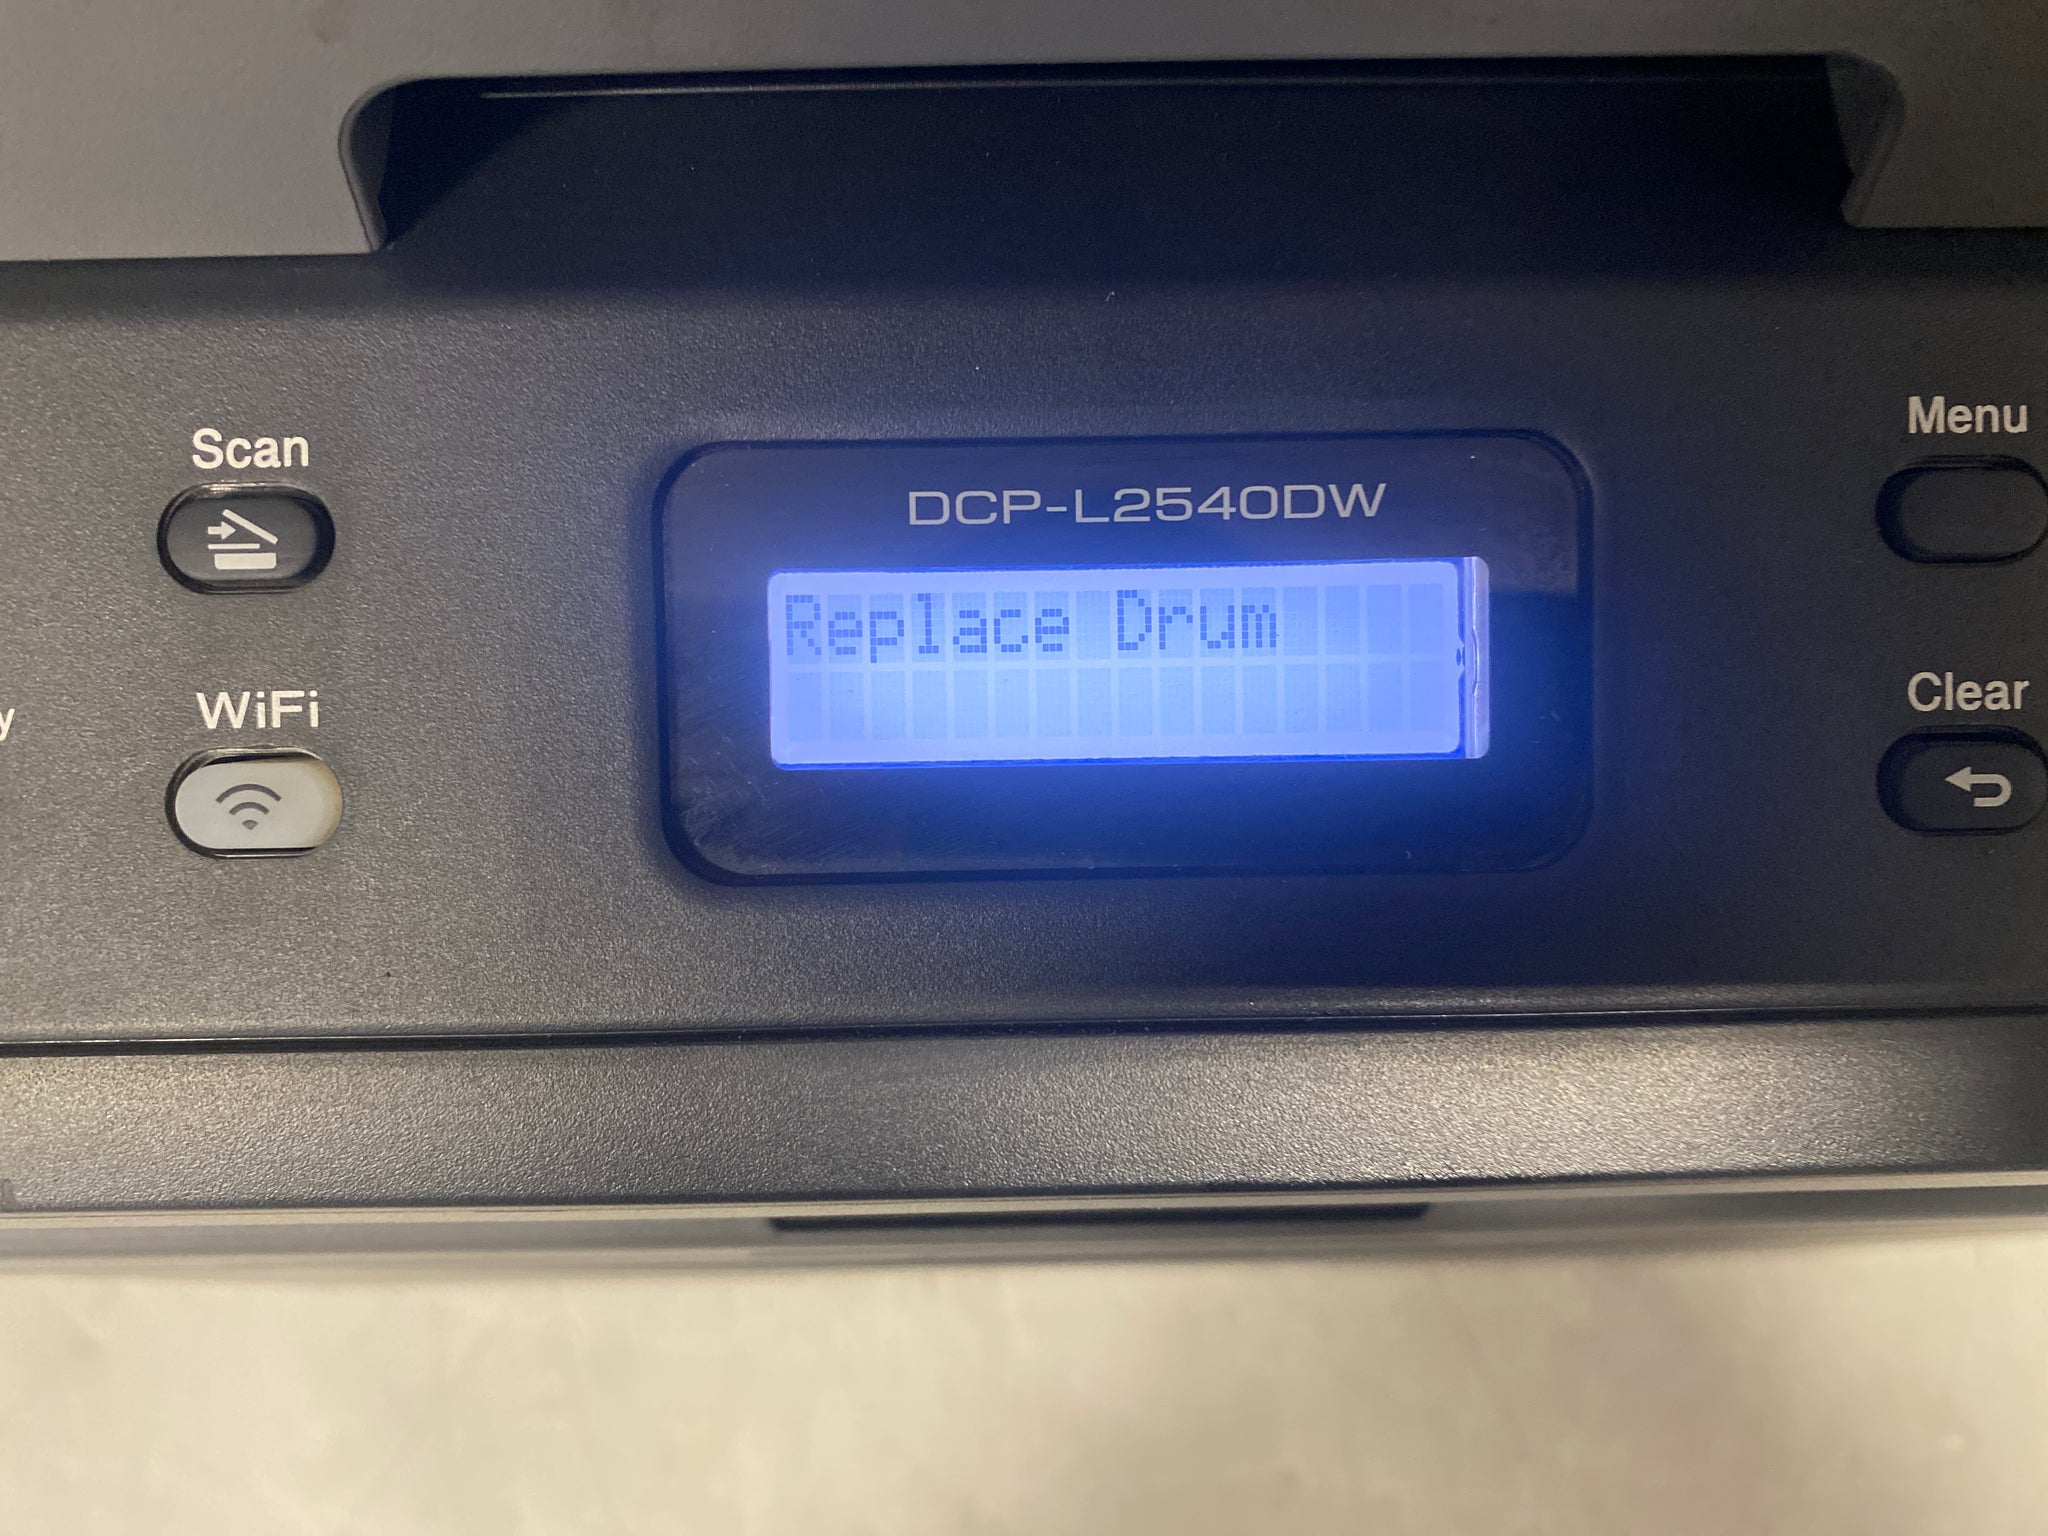 Scan
WiFi
DCP-L2540DW
Replace Drum
Menu
Clear